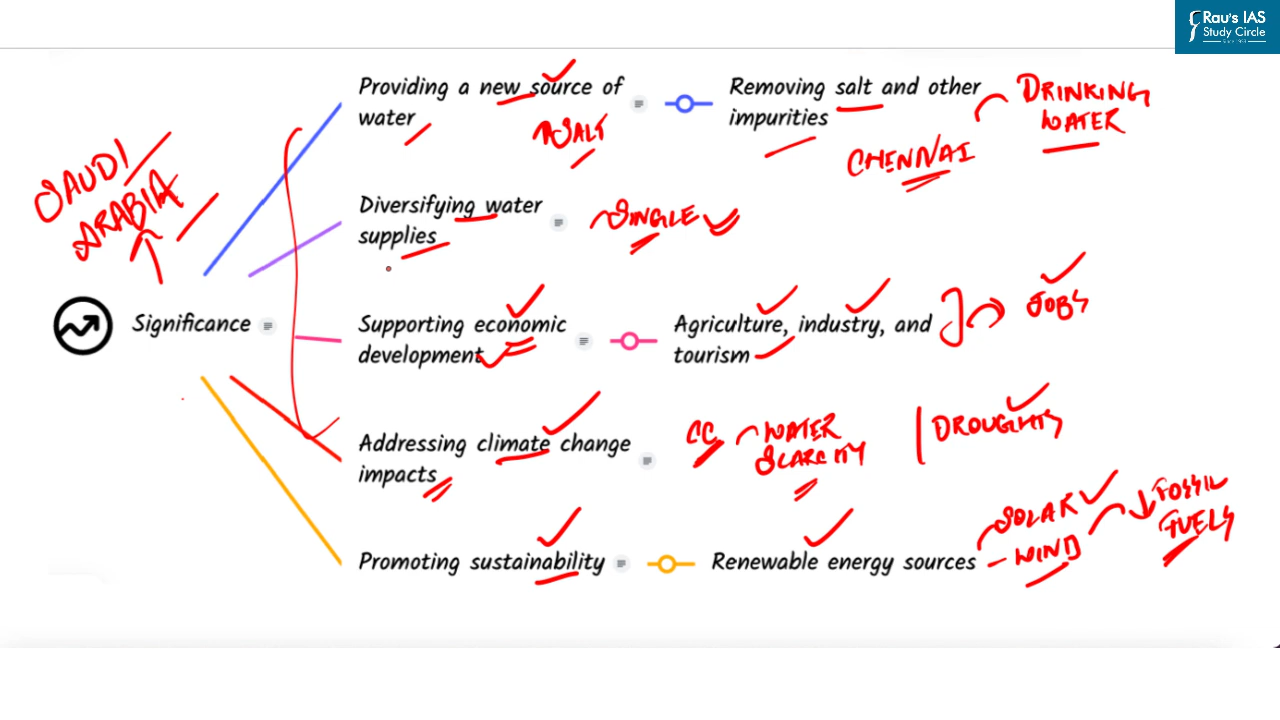 Rau's IAS
Study Circle
Since 1953
Providing a new source of
water
↑SALT
Removing salt and other
impurities
DRINKING
WATER
CHENNAI
SAUDI
ARABIA
Diversifying water
supplies
SINGLE
Significance
Supporting economic
development
Agriculture, industry, and
tourism
JOBS
Addressing climate change
impacts
CC
WATER
SCARCITY
DROUGHTS
Promoting sustainability
Renewable energy sources
SOLAR
WIND
↓FOSSIL
FUELS